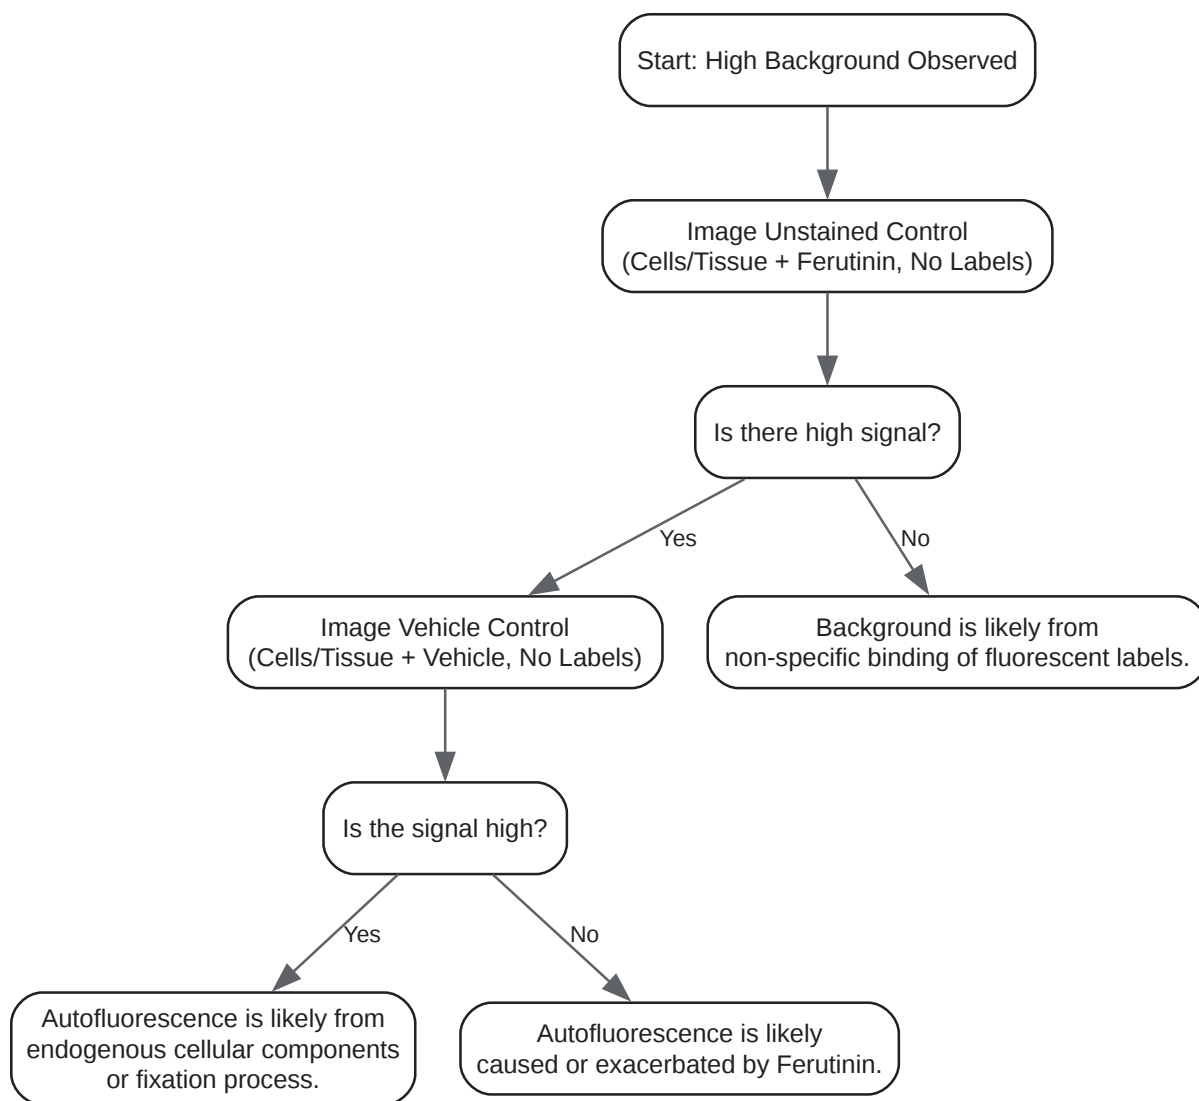 Start: High Background Observed
Image Unstained Control
(Cells/Tissue + Ferutinin, No Labels)
Is there high signal?
Yes
No
Image Vehicle Control
(Cells/Tissue + Vehicle, No Labels)
Background is likely from
non-specific binding of fluorescent labels.
Is the signal high?
Yes
No
Autofluorescence is likely from
endogenous cellular components
or fixation process.
Autofluorescence is likely
caused or exacerbated by Ferutinin.